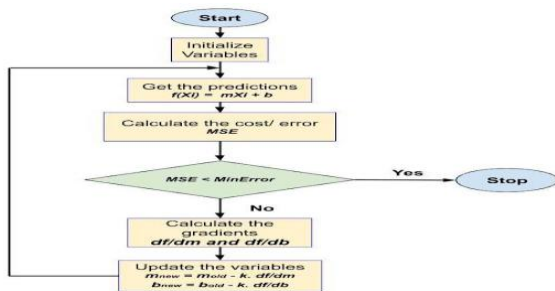 Start
Initialize
Variables
Get the predictions
f(Xi) = mXi + b
Calculate the cost/ error
MSE
MSE < MinError
Yes
Stop
No
Calculate the
gradients
df/dm and df/db
Update the variables
mnew = mold - k. df/dm
bnew = bold - k. df/db